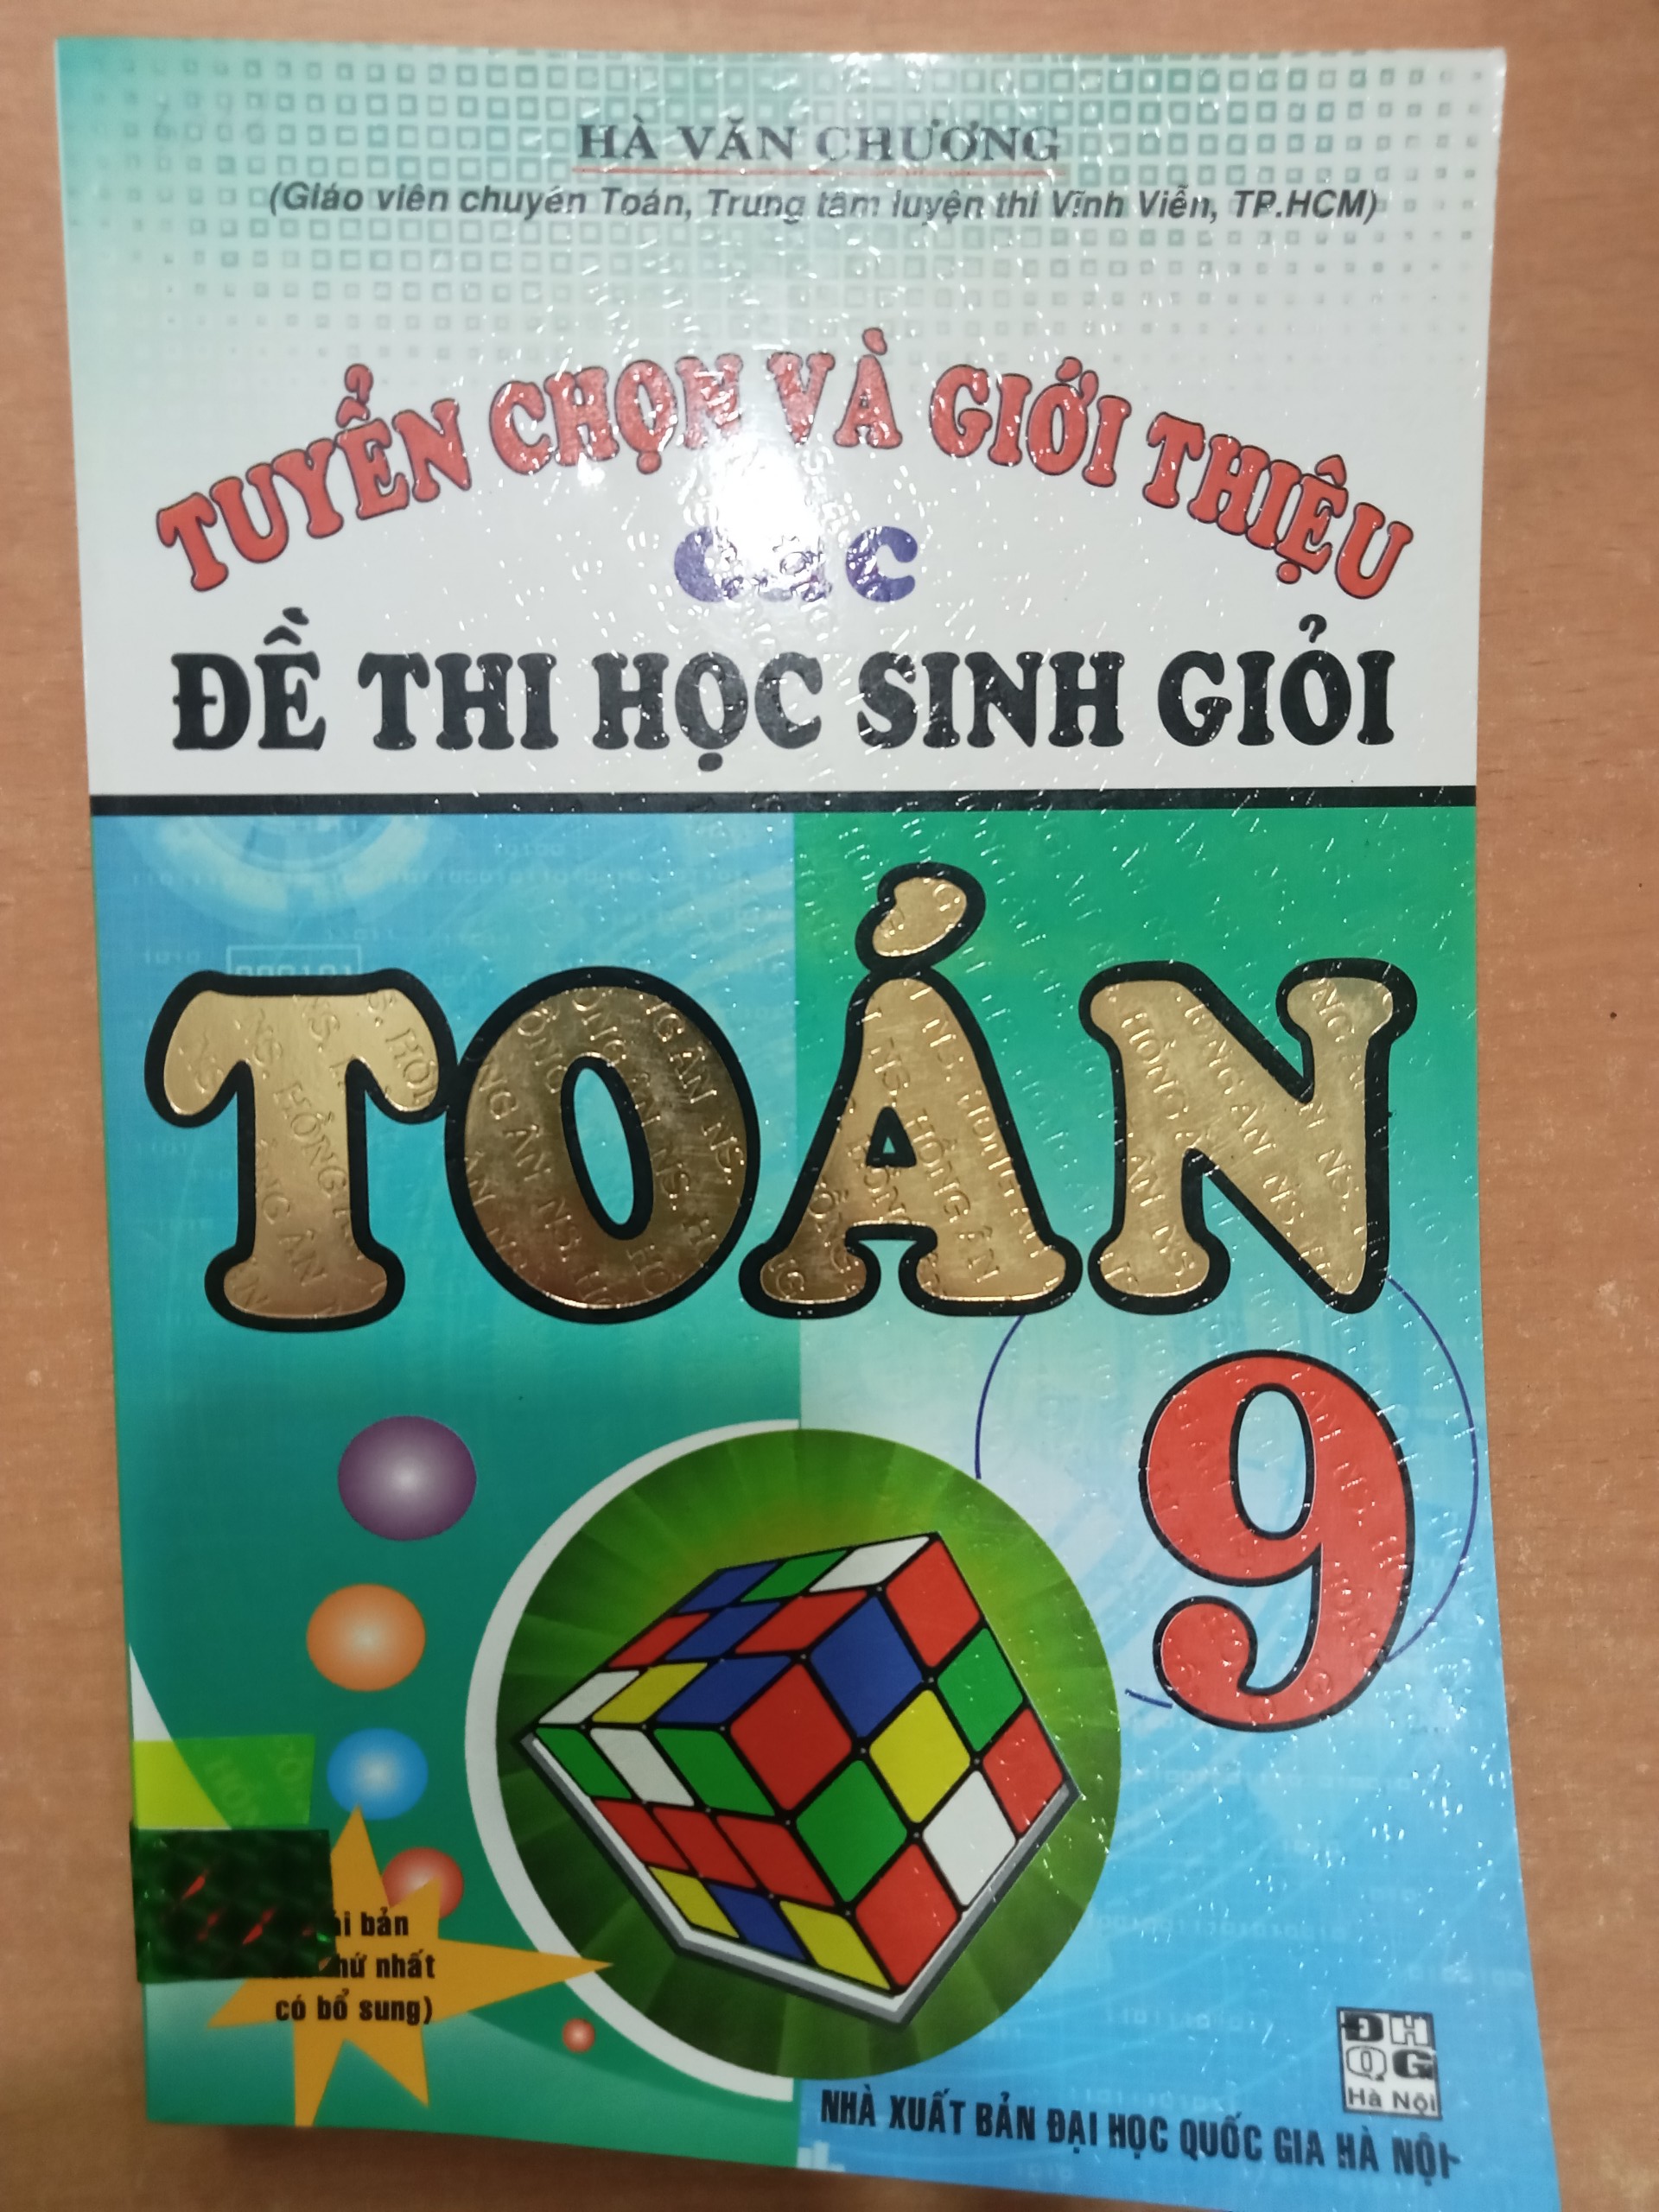 HÀ VĂN CHƯƠNG
(Giáo viên chuyên Toán, Trung tâm luyện thi Vĩnh Viễn, TP.HCM)
TUYỂN CHỌN VÀ GIỚI THIỆU
CÁC
ĐỀ THI HỌC SINH GIỎI
TOÁN
9
bản
nhất
có bổ sung)
ĐH
QG
Hà Nội
NHÀ XUẤT BẢN ĐẠI HỌC QUỐC GIA HÀ NỘI